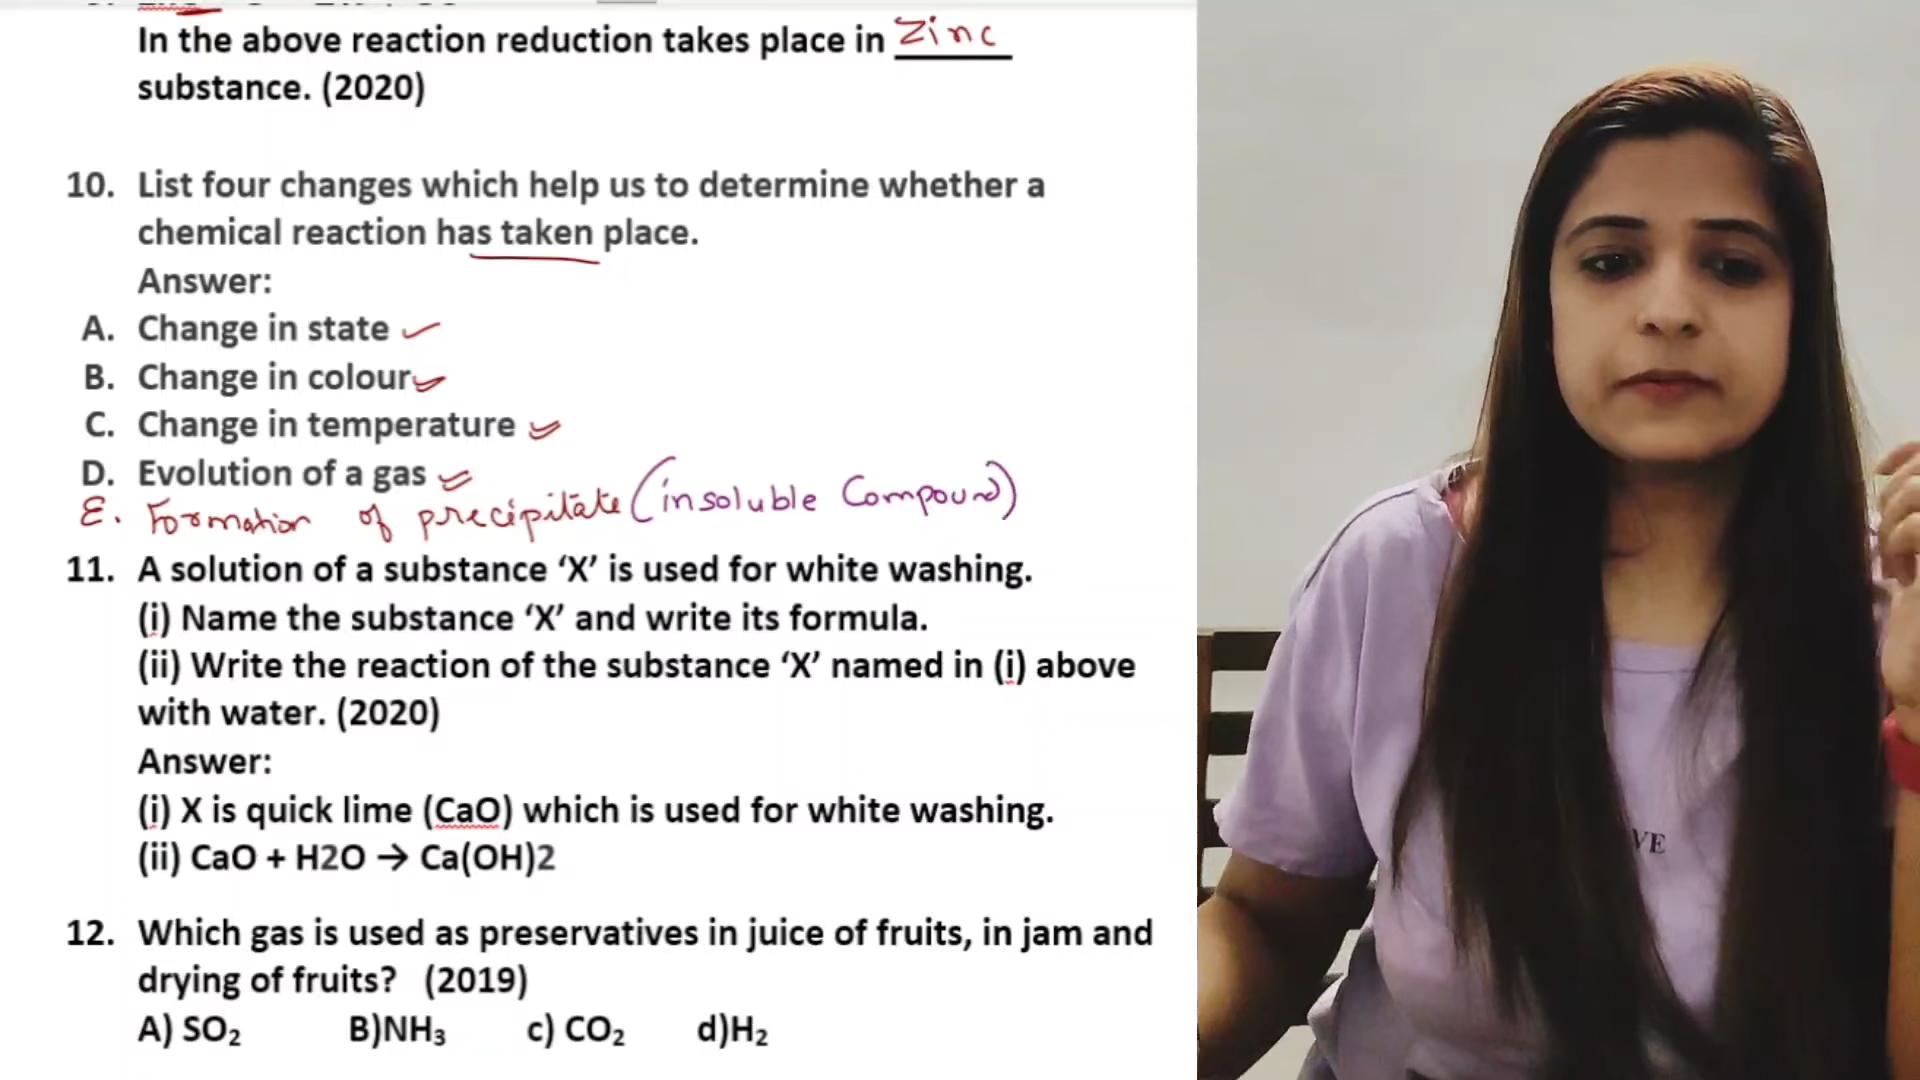 In the above reaction reduction takes place in Zinc
substance. (2020)
10. List four changes which help us to determine whether a
chemical reaction has taken place.
Answer:
A. Change in state
B. Change in colour
C. Change in temperature
D. Evolution of a gas
E. Formation of precipitate (insoluble Compound)
11. A solution of a substance ‘X’ is used for white washing.
(i) Name the substance ‘X’ and write its formula.
(ii) Write the reaction of the substance ‘X’ named in (i) above
with water. (2020)
Answer:
(i) X is quick lime (CaO) which is used for white washing.
(ii) CaO + H2O → Ca(OH)2
12. Which gas is used as preservatives in juice of fruits, in jam and
drying of fruits? (2019)
A) SO₂ B)NH₃ c) CO₂ d)H₂
VE